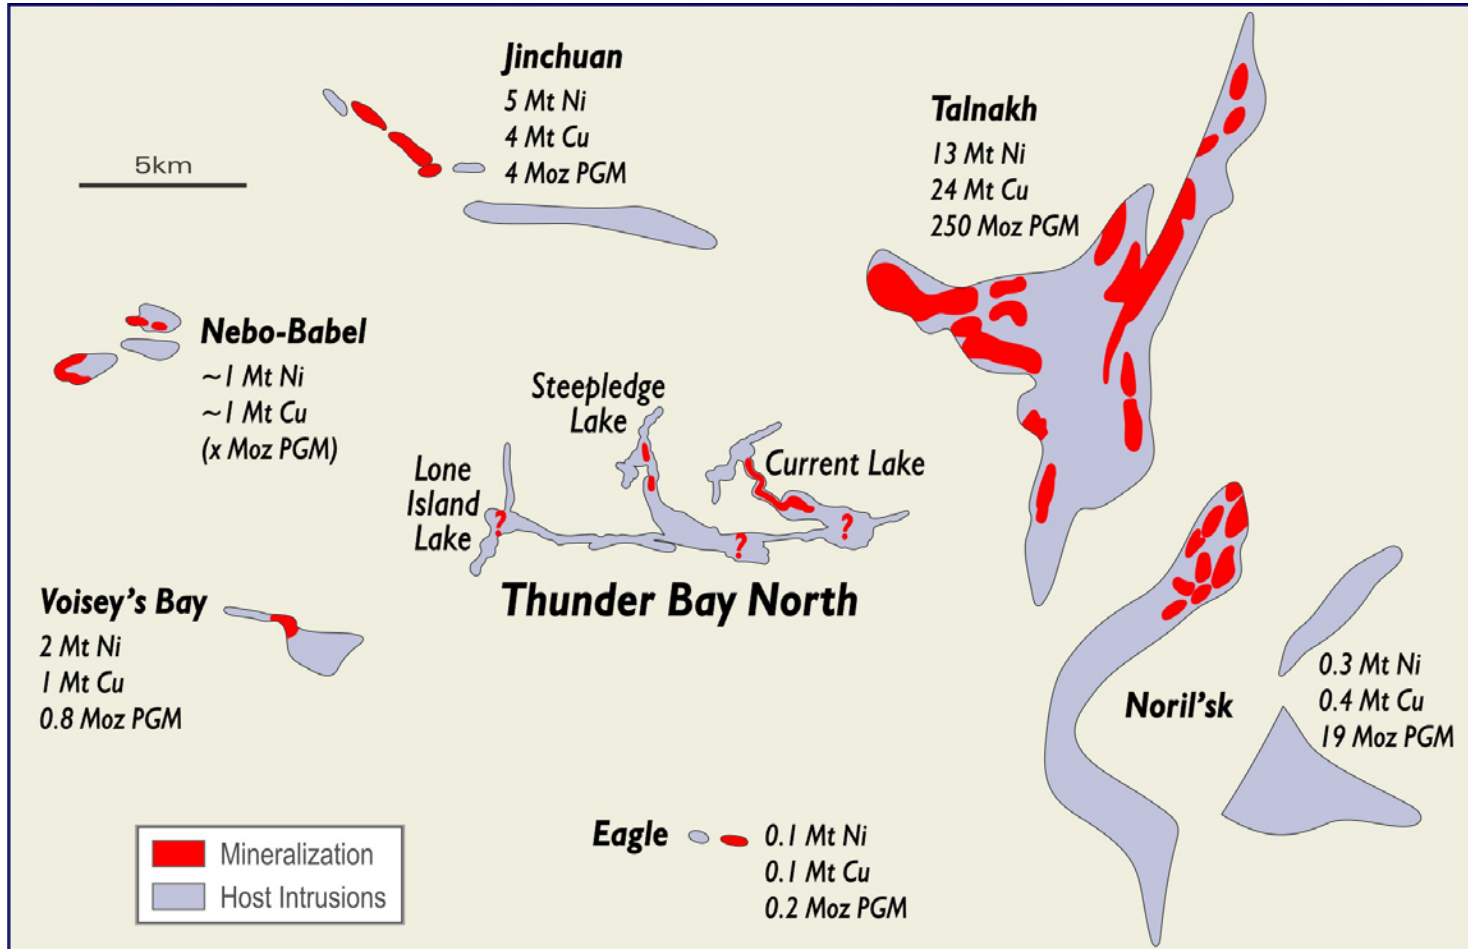 Jinchuan
5 Mt Ni
4 Mt Cu
4 Moz PGM
5km
Talnakh
13 Mt Ni
24 Mt Cu
250 Moz PGM
Nebo-Babel
~1 Mt Ni
~1 Mt Cu
(x Moz PGM)
Steepledge
Lake
Current Lake
Lone
Island
Lake
?
?
?
Thunder Bay North
Voisey's Bay
2 Mt Ni
1 Mt Cu
0.8 Moz PGM
Noril'sk
0.3 Mt Ni
0.4 Mt Cu
19 Moz PGM
Eagle
0.1 Mt Ni
0.1 Mt Cu
0.2 Moz PGM
Mineralization
Host Intrusions